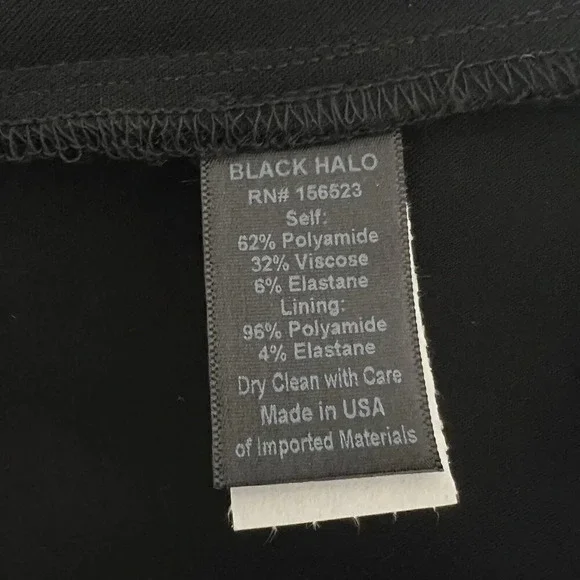 BLACK HALO
RN# 156523
Self:
62% Polyamide
32% Viscose
6% Elastane
Lining:
96% Polyamide
4% Elastane
Dry Clean with Care
Made in USA
of Imported Materials